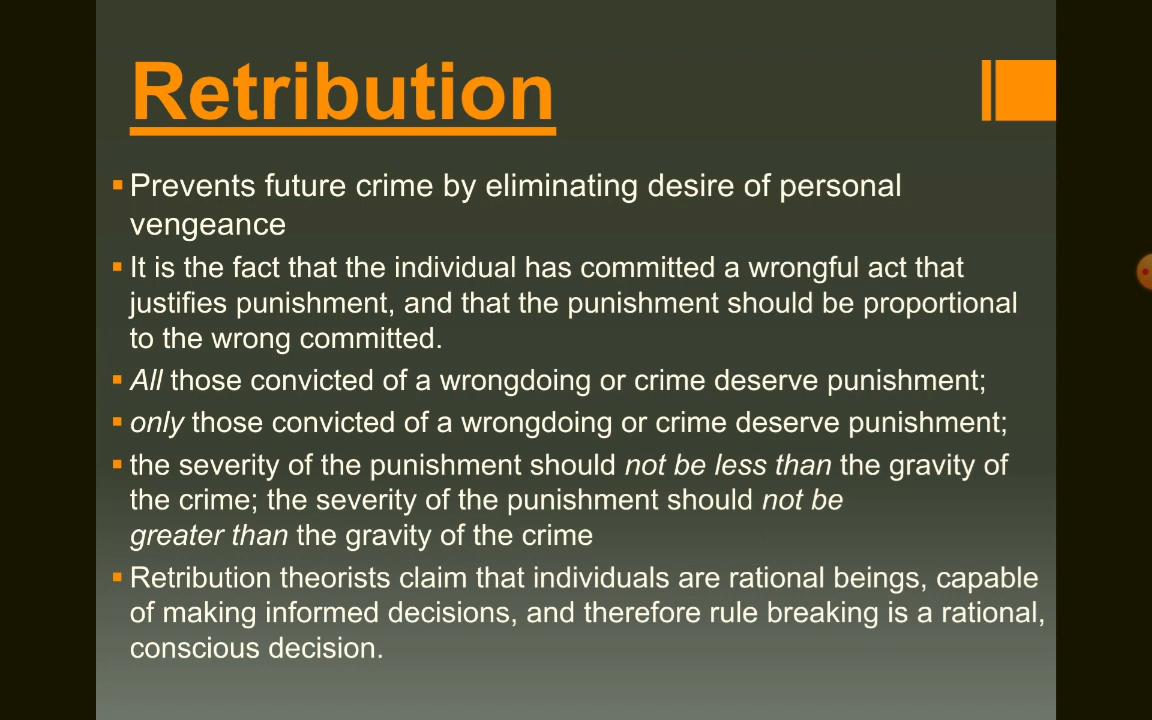 Retribution
Prevents future crime by eliminating desire of personal
vengeance
It is the fact that the individual has committed a wrongful act that
justifies punishment, and that the punishment should be proportional
to the wrong committed.
All those convicted of a wrongdoing or crime deserve punishment;
only those convicted of a wrongdoing or crime deserve punishment;
the severity of the punishment should not be less than the gravity of
the crime; the severity of the punishment should not be
greater than the gravity of the crime
Retribution theorists claim that individuals are rational beings, capable
of making informed decisions, and therefore rule breaking is a rational,
conscious decision.